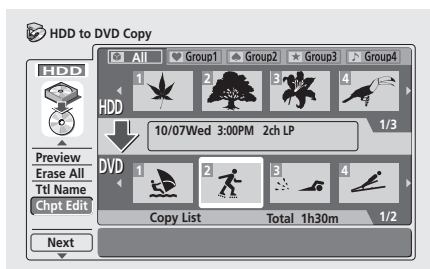 HDD to DVD Copy
All Group1 Group2 Group3 Group4
HDD
HDD
1 2 3 4
10/07Wed 3:00PM 2ch LP 1/3
DVD
1 2 3 4
Copy List Total 1h30m 1/2
Preview
Erase All
Ttl Name
Chpt Edit
Next